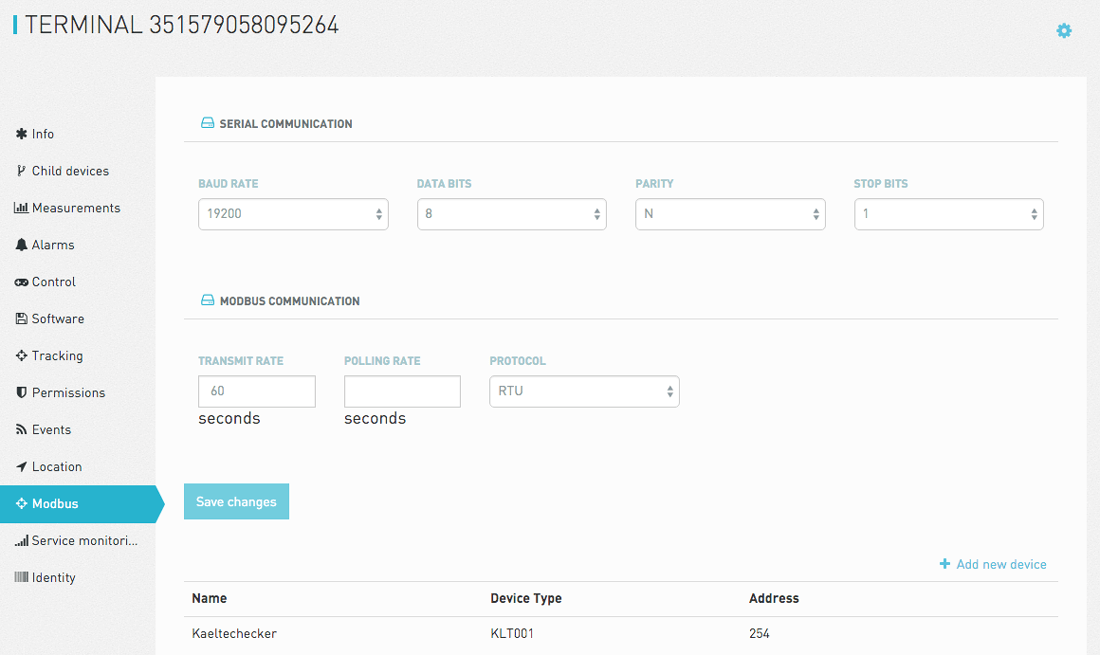 TERMINAL 351579058095264
Info
Child devices
Measurements
Alarms
Control
Software
Tracking
Permissions
Events
Location
Modbus
Service monitori...
Identity
SERIAL COMMUNICATION
BAUD RATE DATA BITS PARITY STOP BITS
19200 8 N 1
MODBUS COMMUNICATION
TRANSMIT RATE POLLING RATE PROTOCOL
60 RTU
seconds seconds
Save changes
Add new device
Name Device Type Address
Kaeltechecker KLT001 254